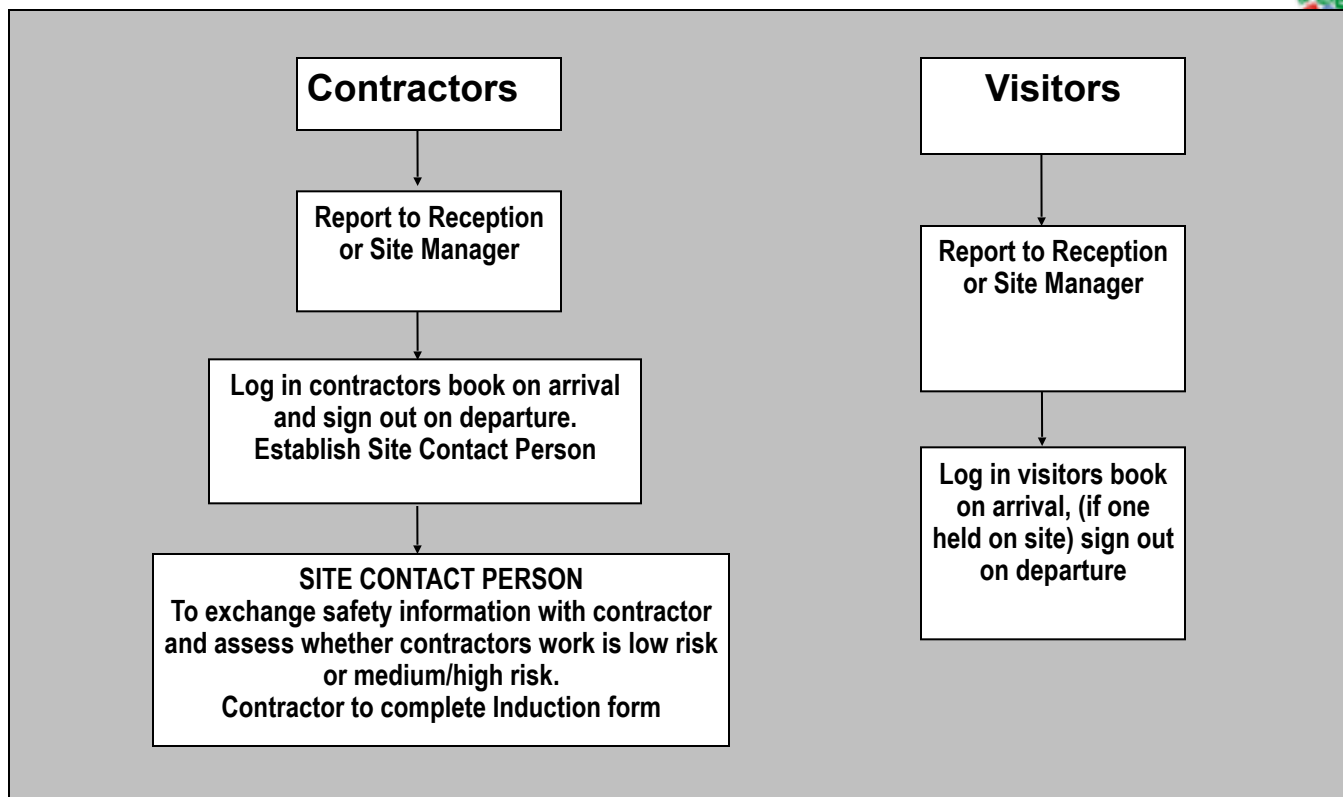 Contractors
Report to Reception
or Site Manager
Log in contractors book on arrival
and sign out on departure.
Establish Site Contact Person
SITE CONTACT PERSON
To exchange safety information with contractor
and assess whether contractors work is low risk
or medium/high risk.
Contractor to complete Induction form
Visitors
Report to Reception
or Site Manager
Log in visitors book
on arrival, (if one
held on site) sign out
on departure